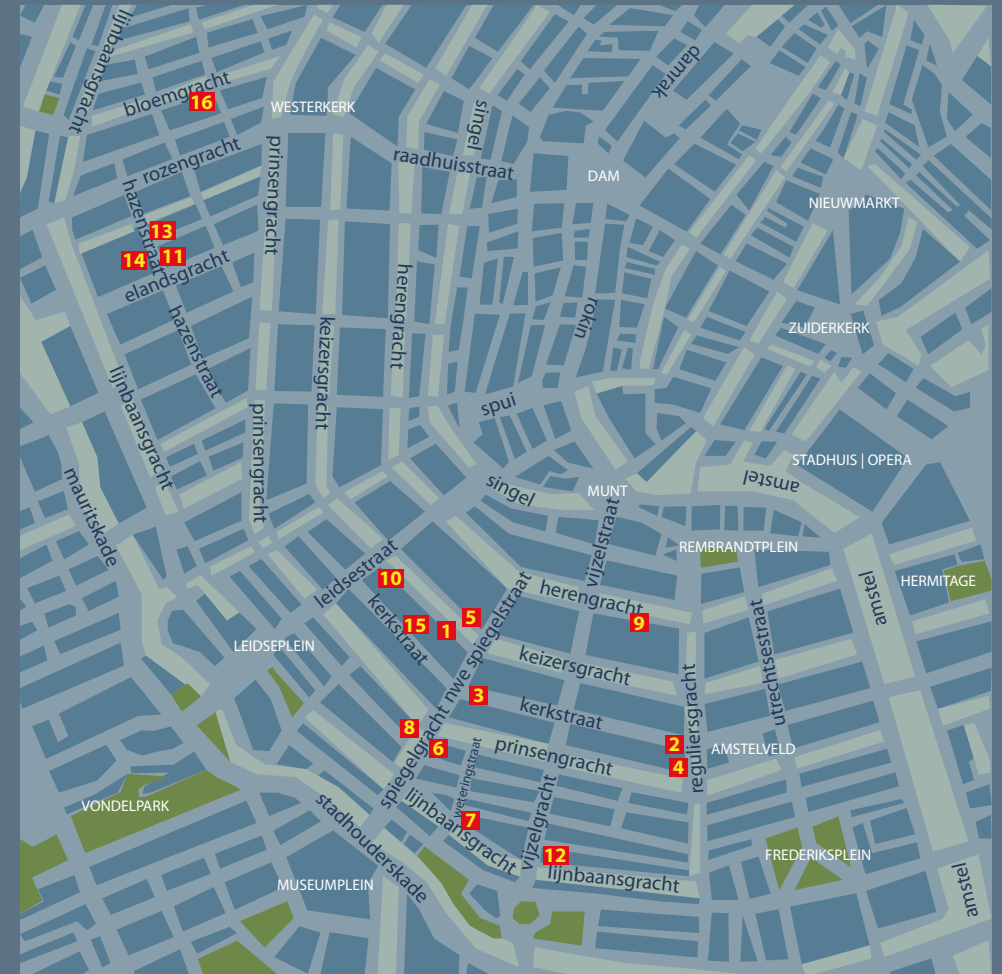 lijnbaansgracht
bloemgracht
16
WESTERKERK
singel
damrak
rozengracht
prinsengracht
raadhuisstraat
DAM
NIEUWMARKT
hazenstraat
13
14
11
elandsgracht
herengracht
rokin
ZUIDERKERK
hazenstraat
keizersgracht
lijnbaansgracht
prinsengracht
spui
STADHUIS | OPERA
mauritskade
singel
MUNT
amstel
vijzelstraat
REMBRANDTPLEIN
leidsestraat
10
HERMITAGE
amstel
herengracht
kerkstraat
15
1
5
9
nwe spiegelstraat
utrechtsestraat
LEIDSEPLEIN
keizersgracht
3
kerkstraat
reguliersgracht
8
6
spiegelgracht
2
4
AMSTELVELD
weteringstraat
prinsengracht
VONDELPARK
stadhouderskade
lijnbaansgracht
7
vijzelgracht
12
FREDERIKSPLEIN
MUSEUMPLEIN
lijnbaansgracht
amstel